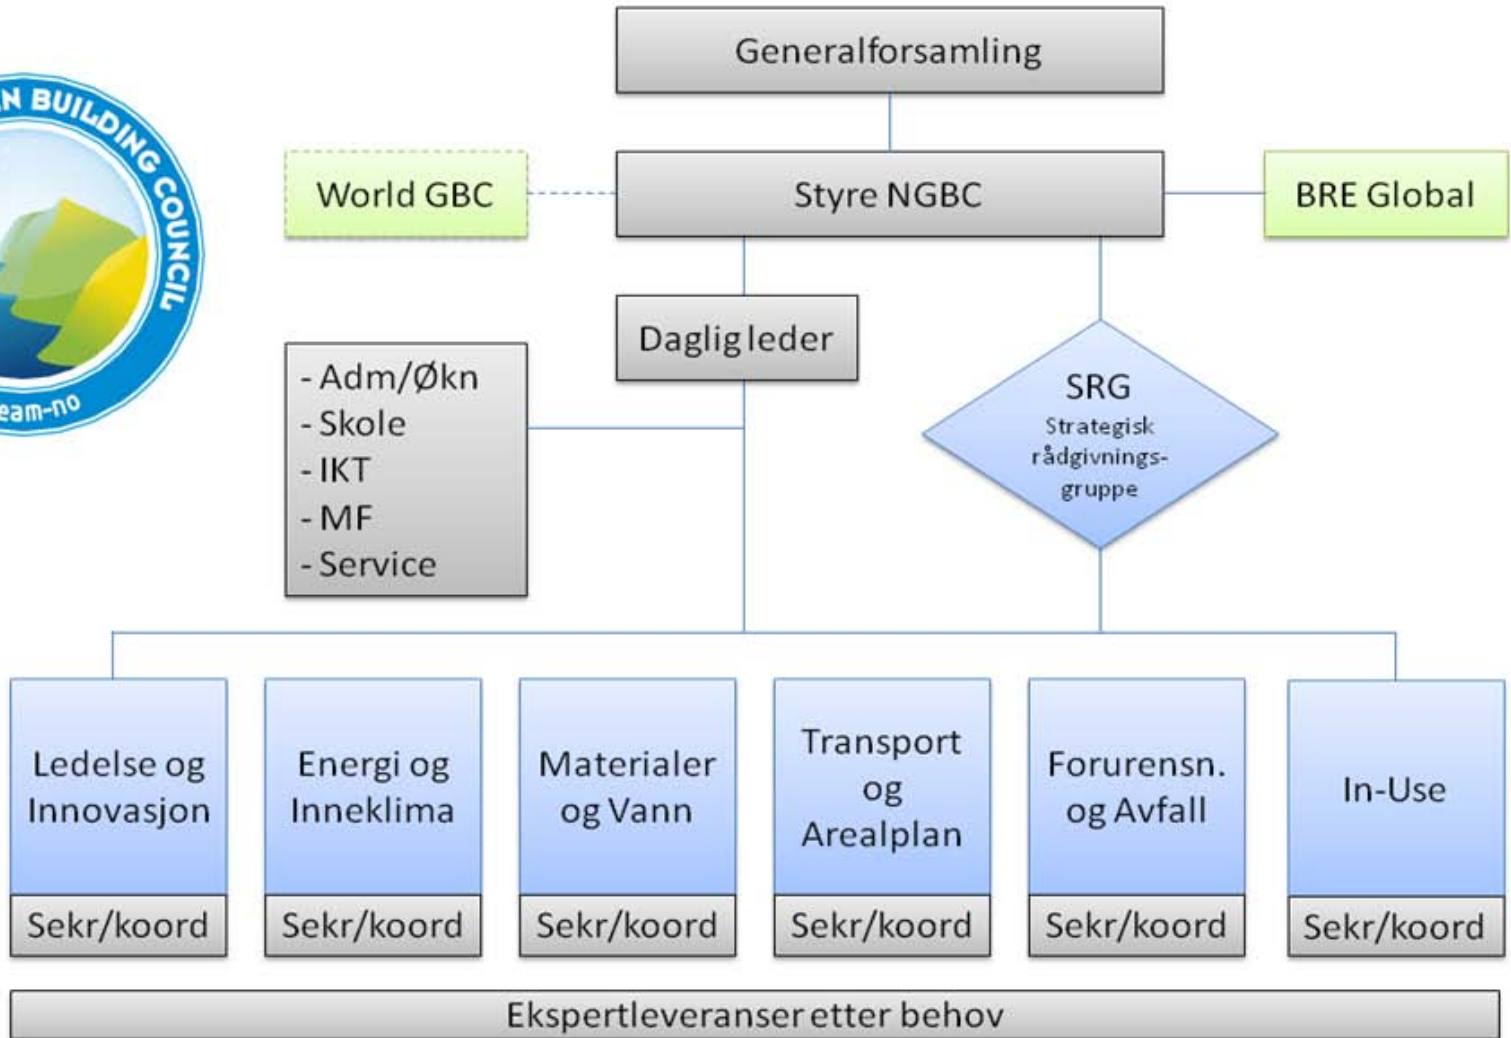 N BUILDING COUNCIL
eam-no
Generalforsamling
World GBC
Styre NGBC
BRE Global
Daglig leder
- Adm/Økn
- Skole
- IKT
- MF
- Service
SRG
Strategisk
rådgivnings-
gruppe
Ledelse og
Innovasjon
Sekr/koord
Energi og
Inneklima
Sekr/koord
Materialer
og Vann
Sekr/koord
Transport
og
Arealplan
Sekr/koord
Forurensn.
og Avfall
Sekr/koord
In-Use
Sekr/koord
Ekspertleveranser etter behov